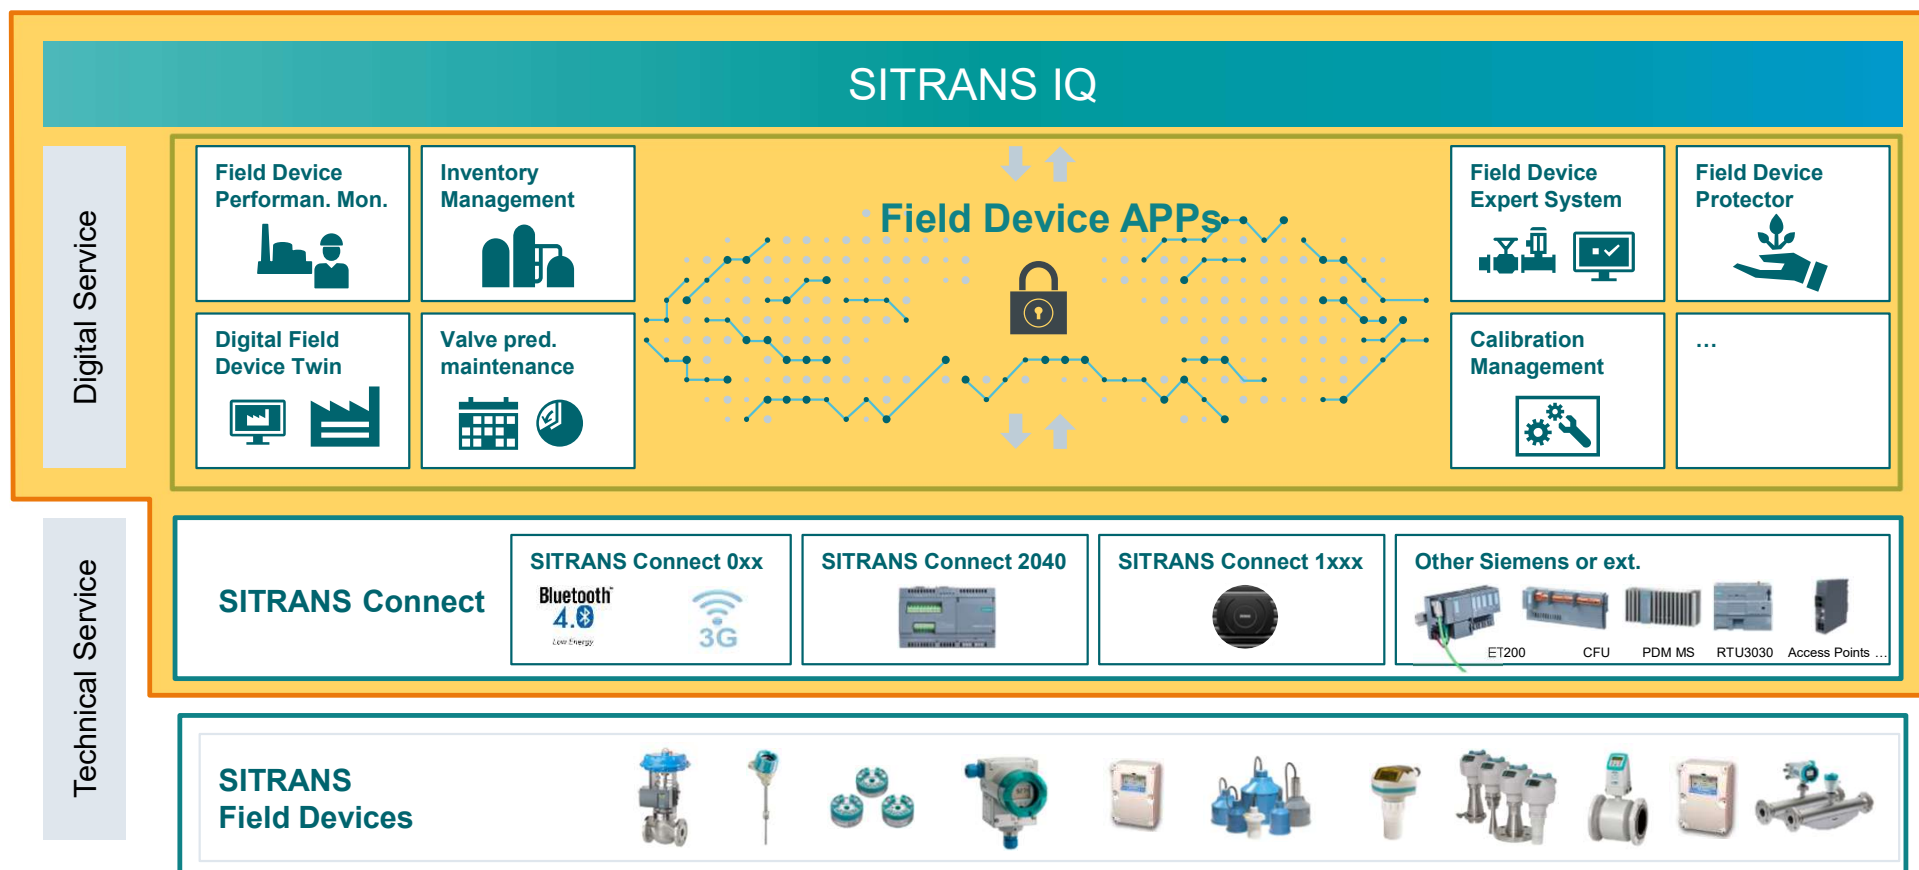 SITRANS IQ
Digital Service
Field Device
Performan. Mon.
Inventory
Management
Field Device APPs
Field Device
Expert System
Field Device
Protector
Digital Field
Device Twin
Valve pred.
maintenance
Calibration
Management
...
Technical Service
SITRANS Connect
SITRANS Connect 0xx
Bluetooth
4.0
Low Energy
3G
SITRANS Connect 2040
SITRANS Connect 1xxx
Other Siemens or ext.
ET200
CFU
PDM MS
RTU3030
Access Points ...
SITRANS
Field Devices